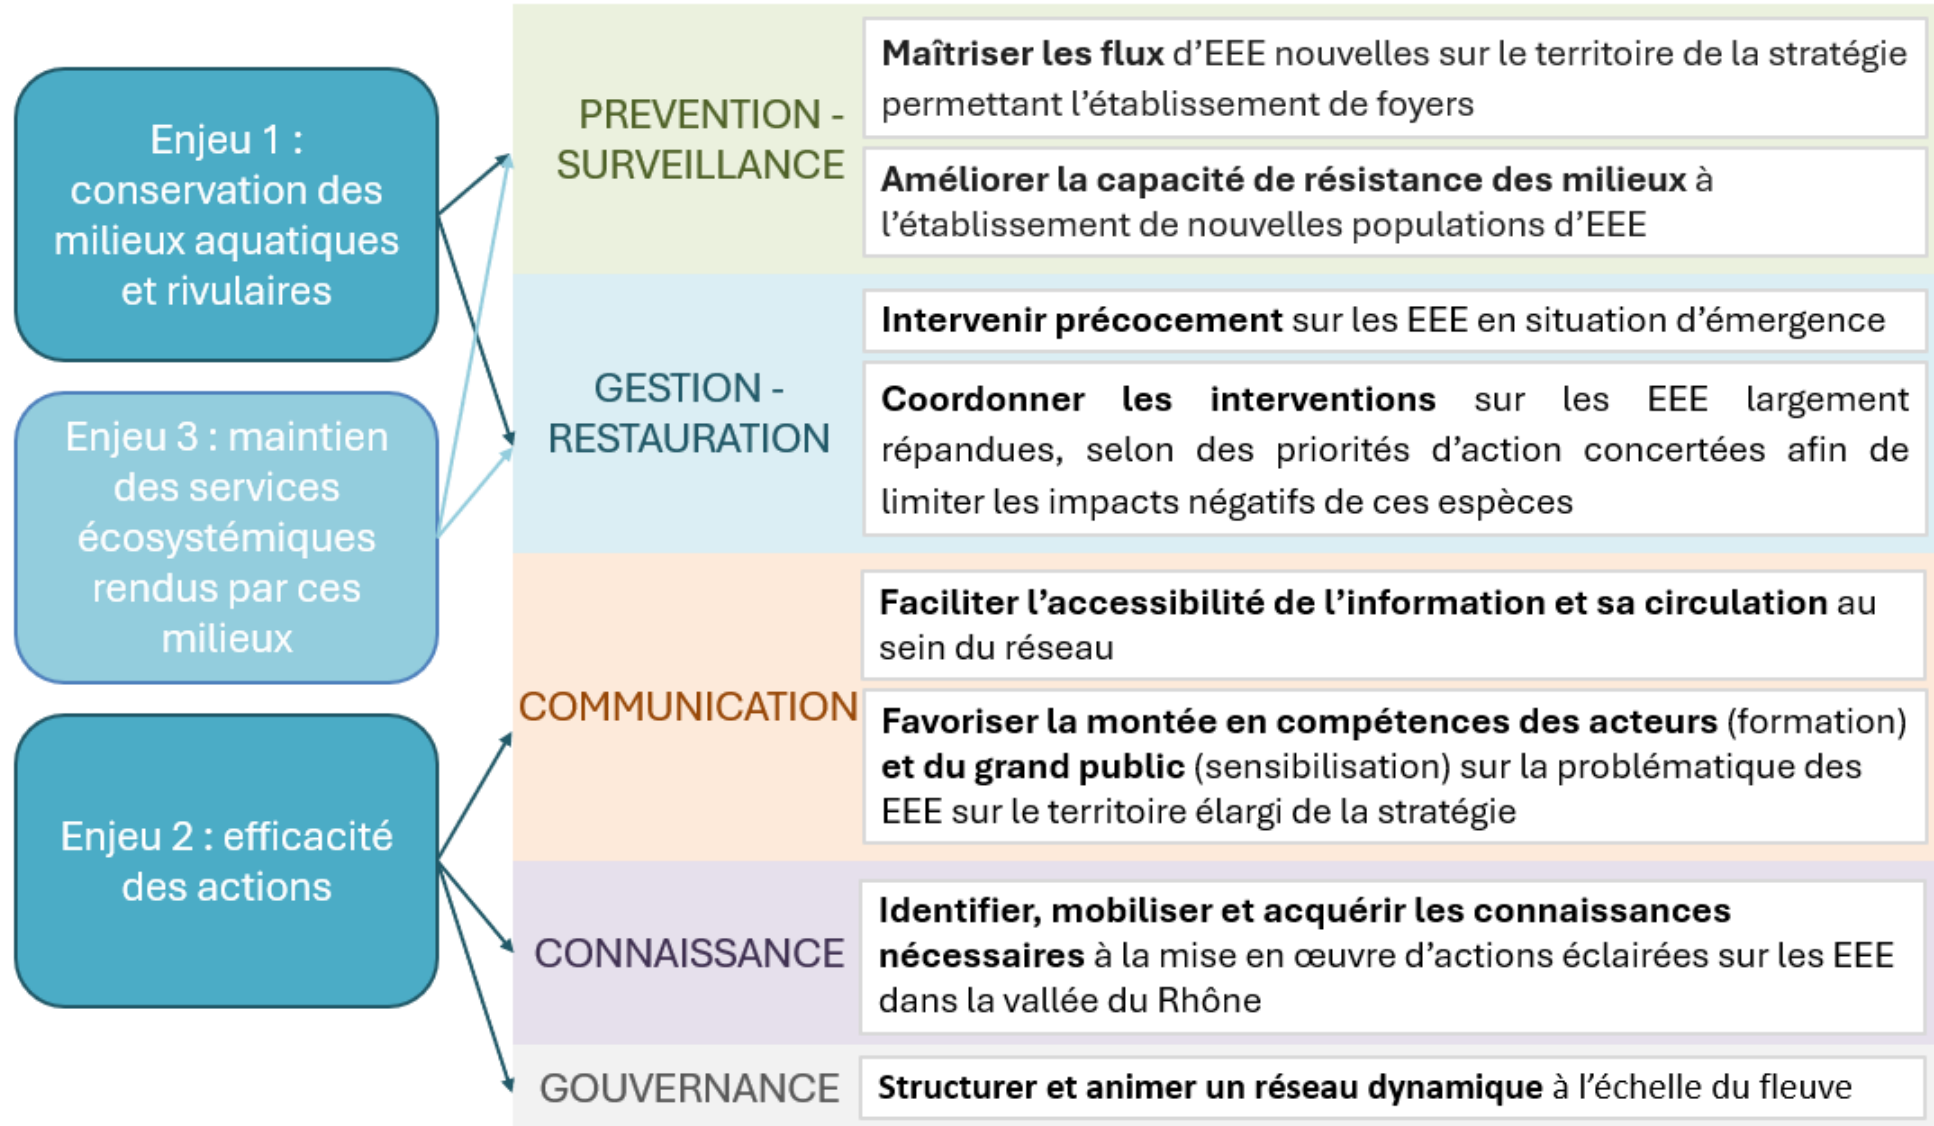 Enjeu 1 :
conservation des
milieux aquatiques
et rivulaires
Enjeu 3 : maintien
des services
écosystémiques
rendus par ces
milieux
Enjeu 2 : efficacité
des actions
PREVENTION -
SURVEILLANCE
Maîtriser les flux d’EEE nouvelles sur le territoire de la stratégie
permettant l’établissement de foyers
Améliorer la capacité de résistance des milieux à
l’établissement de nouvelles populations d’EEE
GESTION -
RESTAURATION
Intervenir précocement sur les EEE en situation d’émergence
Coordonner les interventions sur les EEE largement
répandues, selon des priorités d’action concertées afin de
limiter les impacts négatifs de ces espèces
COMMUNICATION
Faciliter l’accessibilité de l’information et sa circulation au
sein du réseau
Favoriser la montée en compétences des acteurs (formation)
et du grand public (sensibilisation) sur la problématique des
EEE sur le territoire élargi de la stratégie
CONNAISSANCE
Identifier, mobiliser et acquérir les connaissances
nécessaires à la mise en œuvre d’actions éclairées sur les EEE
dans la vallée du Rhône
GOUVERNANCE
Structurer et animer un réseau dynamique à l’échelle du fleuve